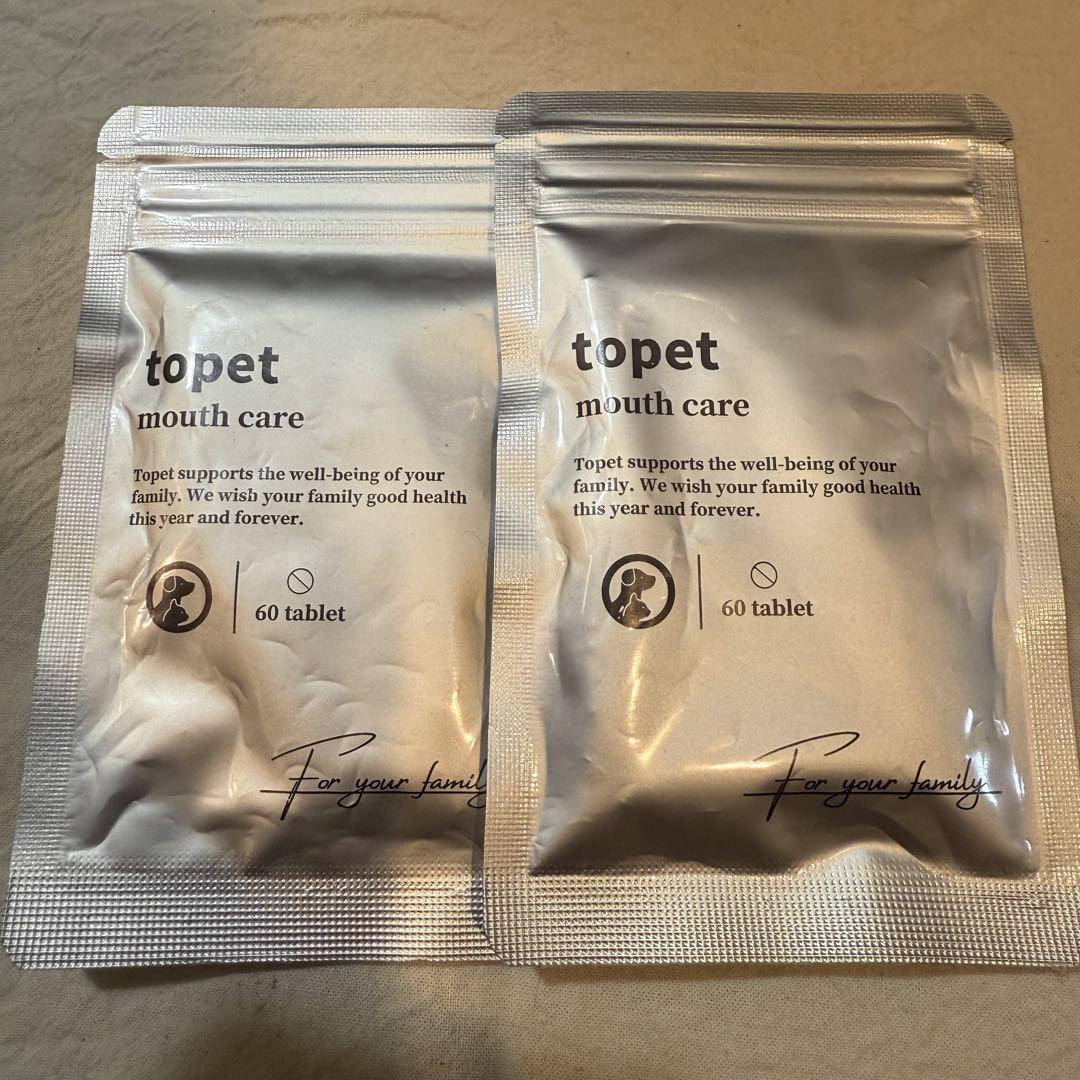 topet
mouth care
Topet supports the well-being of your
family. We wish your family good health
this year and forever.
60 tablet
For your family
topet
mouth care
Topet supports the well-being of your
family. We wish your family good health
this year and forever.
60 tablet
For your family